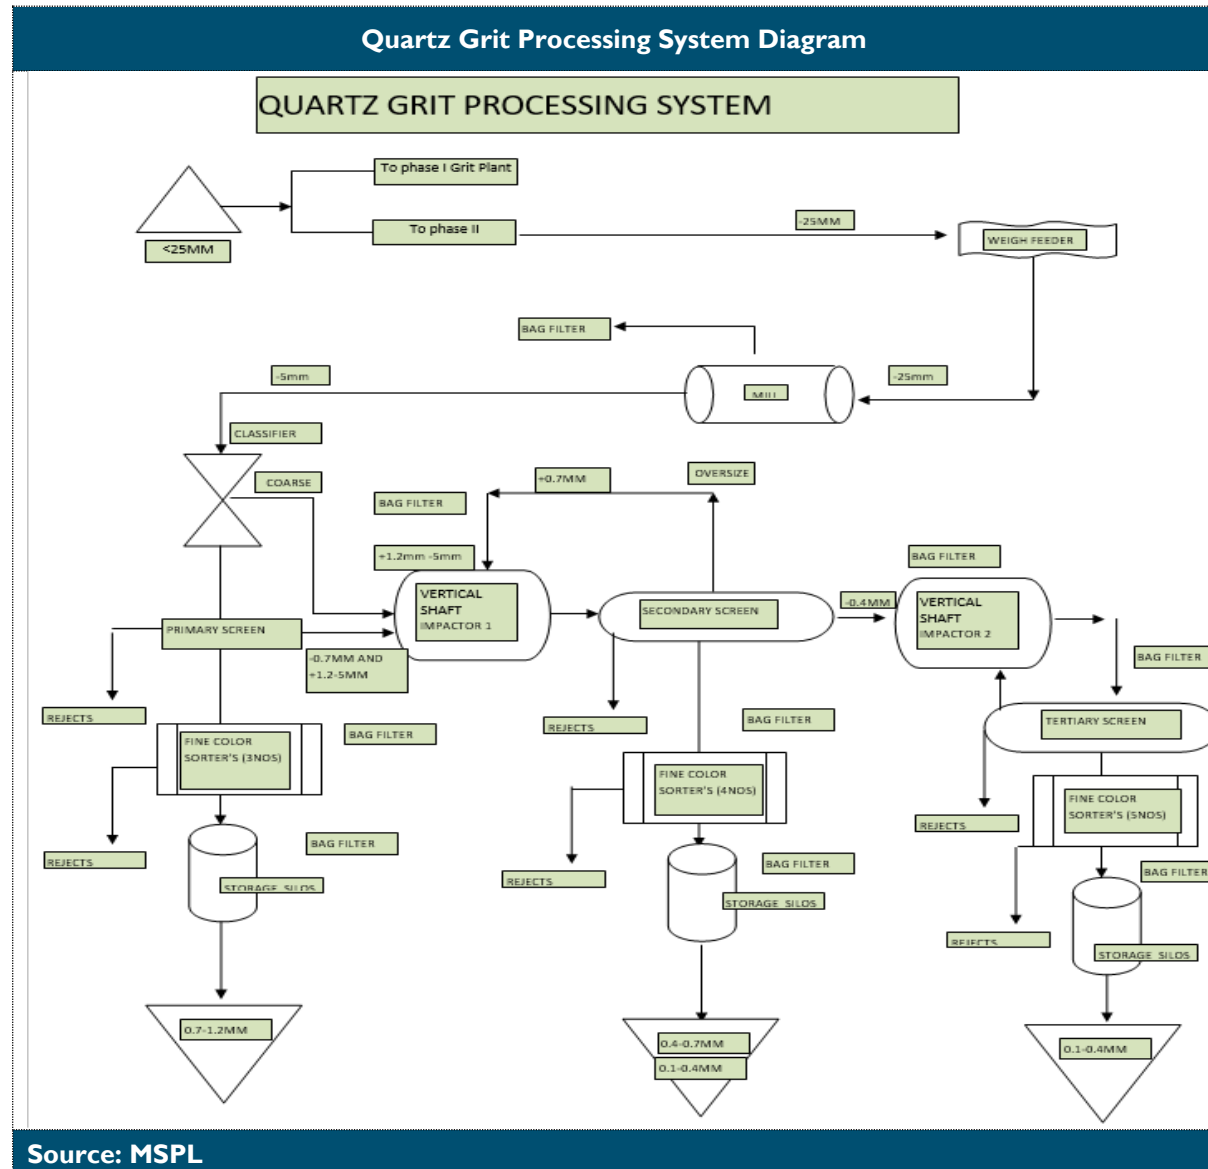 Quartz Grit Processing System Diagram
QUARTZ GRIT PROCESSING SYSTEM
To phase I Grit Plant
To phase II
<25MM
-25MM
WEIGH FEEDER
BAG FILTER
-5mm
MILL
-25mm
CLASSIFIER
COARSE
+0.7MM
OVERSIZE
BAG FILTER
+1.2mm -5mm
BAG FILTER
VERTICAL
SHAFT
IMPACTOR 1
SECONDARY SCREEN
-0.4MM
VERTICAL
SHAFT
IMPACTOR 2
PRIMARY SCREEN
-0.7MM AND
+1.2-5MM
BAG FILTER
REJECTS
BAG FILTER
REJECTS
BAG FILTER
TERTIARY SCREEN
FINE COLOR
SORTER'S (3NOS)
FINE COLOR
SORTER'S (4NOS)
FINE COLOR
SORTER'S (5NOS)
REJECTS
BAG FILTER
REJECTS
BAG FILTER
REJECTS
BAG FILTER
STORAGE SILOS
STORAGE SILOS
REJECTS
STORAGE SILOS
0.7-1.2MM
0.4-0.7MM
0.1-0.4MM
0.1-0.4MM
Source: MSPL